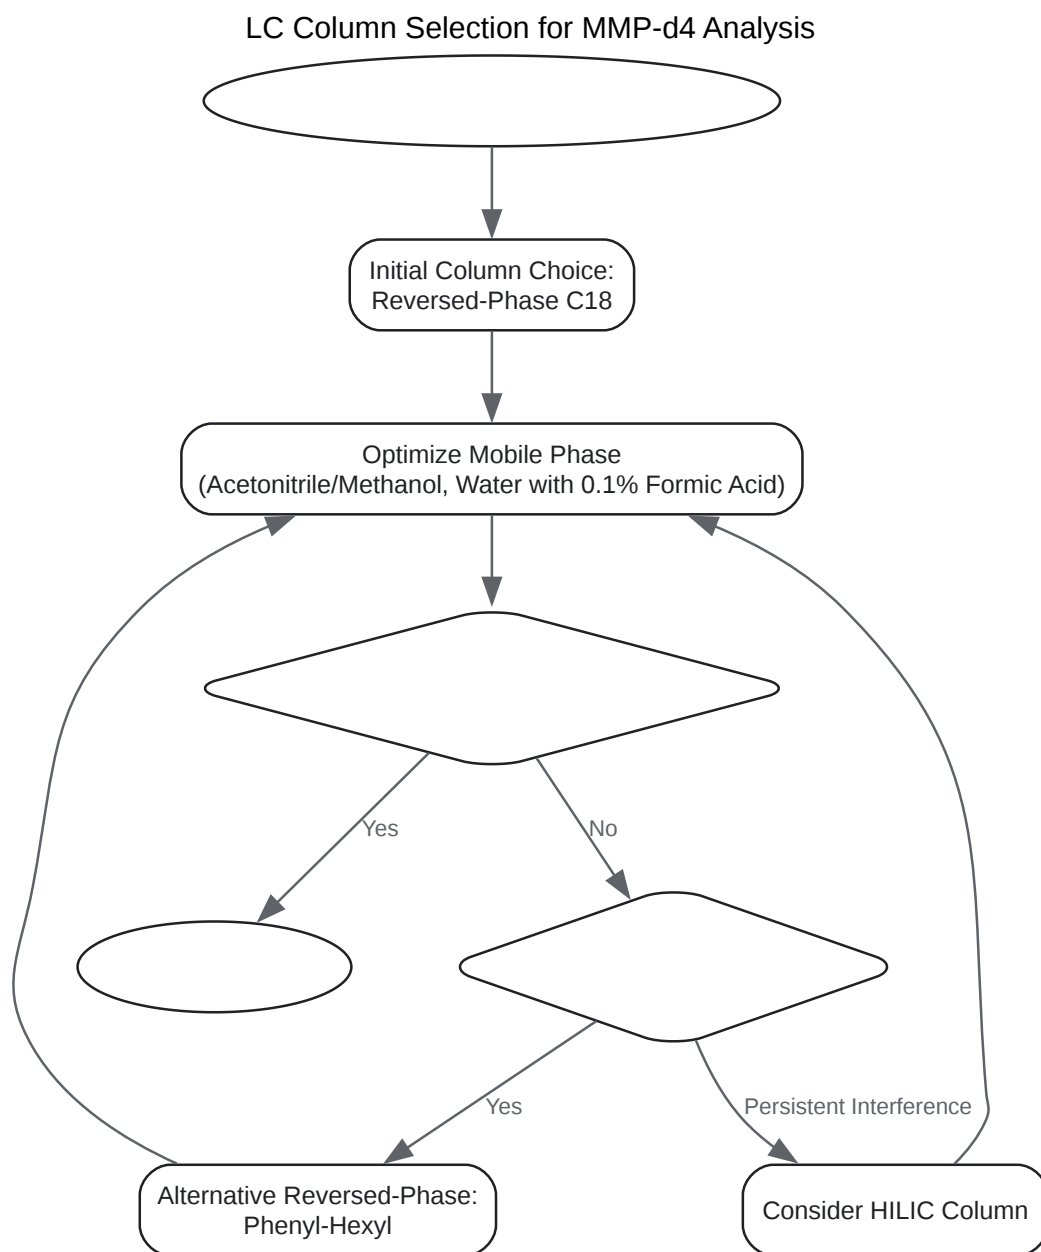 LC Column Selection for MMP-d4 Analysis
Initial Column Choice:
Reversed-Phase C18
Optimize Mobile Phase
(Acetonitrile/Methanol, Water with 0.1% Formic Acid)
Yes
No
Yes
Persistent Interference
Alternative Reversed-Phase:
Phenyl-Hexyl
Consider HILIC Column